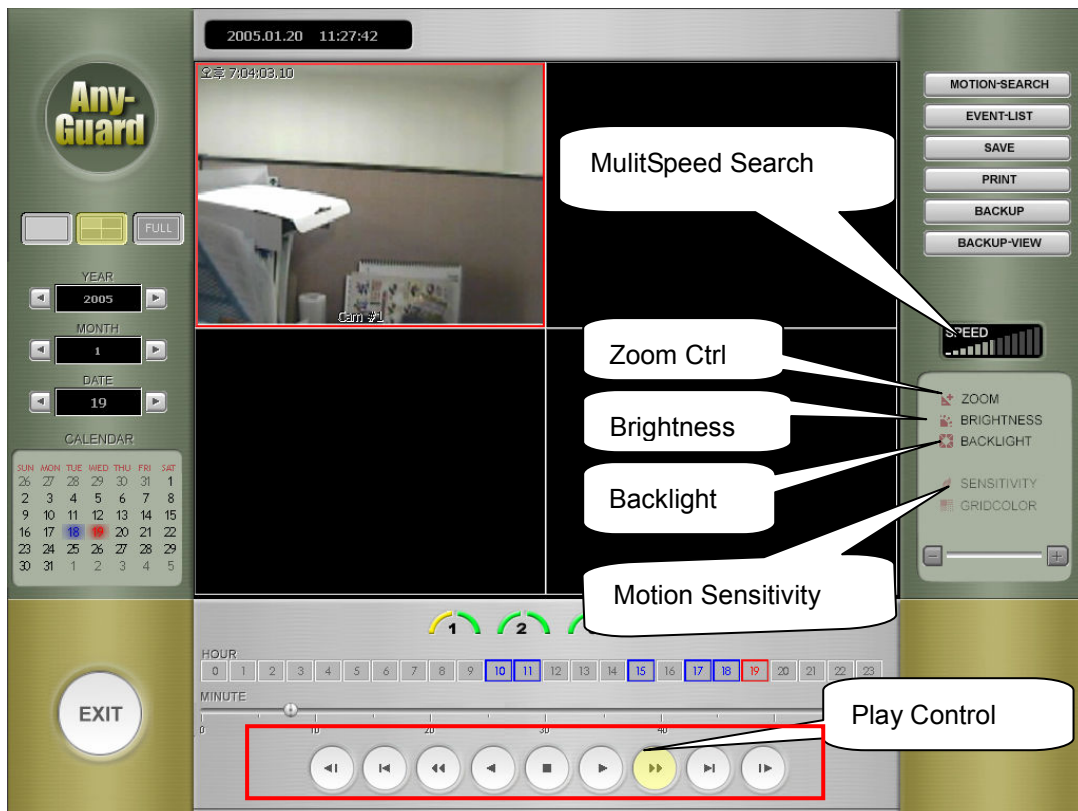 2005.01.20 11:27:42
Any-
Guard
FULL
YEAR
2005
MONTH
1
DATE
19
CALENDAR
SUN MON TUE WED THU FRI SAT
26 27 28 29 30 31 1
2 3 4 5 6 7 8
9 10 11 12 13 14 15
16 17 18 19 20 21 22
23 24 25 26 27 28 29
30 31 1 2 3 4 5
EXIT
오후 7:04:03.10
Cam #1
MulitSpeed Search
Zoom Ctrl
Brightness
Backlight
Motion Sensitivity
Play Control
MOTION-SEARCH
EVENT-LIST
SAVE
PRINT
BACKUP
BACKUP-VIEW
SPEED
ZOOM
BRIGHTNESS
BACKLIGHT
SENSITIVITY
GRIDCOLOR
1 2
HOUR
0 1 2 3 4 5 6 7 8 9 10 11 12 13 14 15 16 17 18 19 20 21 22 23
MINUTE
0 10 20 30 40